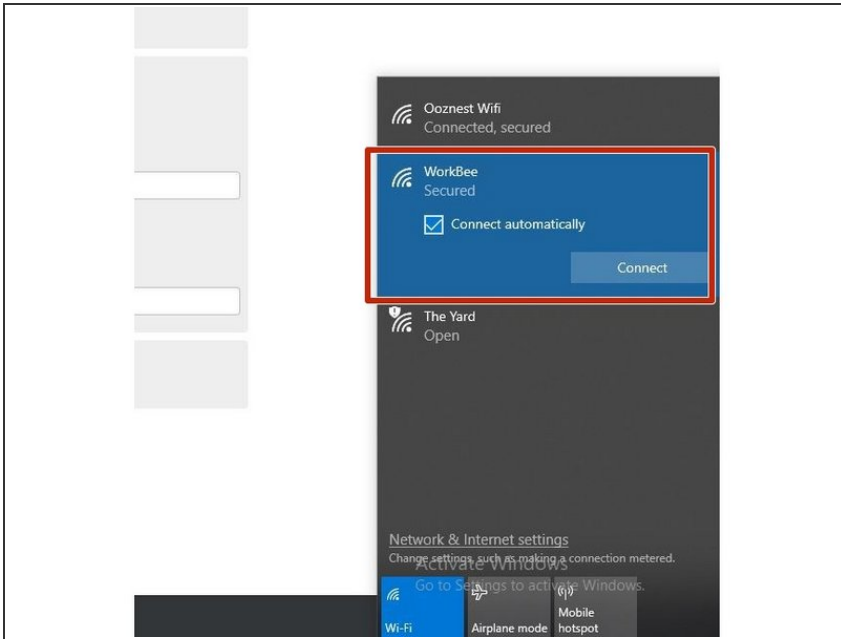 Ooznest Wifi
Connected, secured
WorkBee
Secured
Connect automatically
Connect
The Yard
Open
Network & Internet settings
Change settings, such as making a connection metered.
Activate Windows
Go to Settings to activate Windows.
Wi-Fi
Airplane mode
Mobile
hotspot